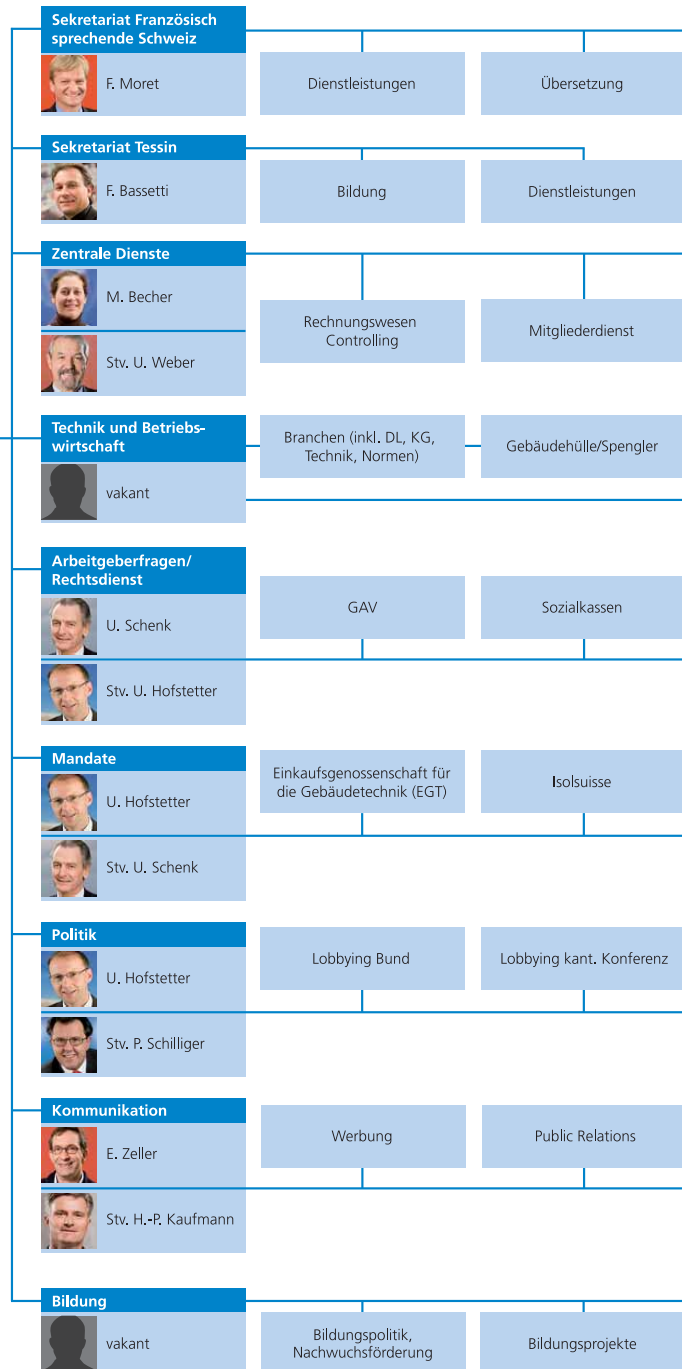 Sekretariat Französisch
sprechende Schweiz
F. Moret
Dienstleistungen
Übersetzung
Sekretariat Tessin
F. Bassetti
Bildung
Dienstleistungen
Zentrale Dienste
M. Becher
Stv. U. Weber
Rechnungswesen
Controlling
Mitgliederdienst
Technik und Betriebs-
wirtschaft
vakant
Branchen (inkl. DL, KG,
Technik, Normen)
Gebäudehülle/Spengler
Arbeitgeberfragen/
Rechtsdienst
U. Schenk
Stv. U. Hofstetter
GAV
Sozialkassen
Mandate
U. Hofstetter
Stv. U. Schenk
Einkaufsgenossenschaft für
die Gebäudetechnik (EGT)
Isolsuisse
Politik
U. Hofstetter
Stv. P. Schilliger
Lobbying Bund
Lobbying kant. Konferenz
Kommunikation
E. Zeller
Stv. H.-P. Kaufmann
Werbung
Public Relations
Bildung
vakant
Bildungspolitik,
Nachwuchsförderung
Bildungsprojekte